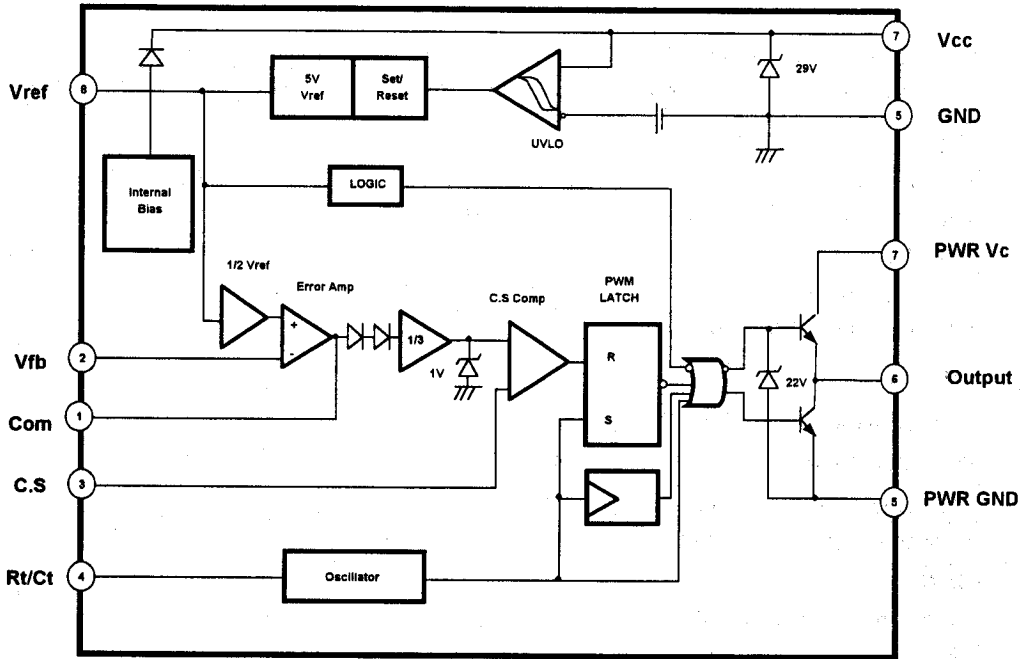 7
Vcc
8
Vref
5V
Vref
Set/
Reset
29V
UVLO
5
GND
Internal
Bias
LOGIC
7
PWR Vc
1/2 Vref
Error Amp
C.S Comp
PWM
LATCH
+
-
1/3
1V
R
S
22V
2
Vfb
6
Output
1
Com
3
C.S
5
PWR GND
4
Rt/Ct
Oscillator